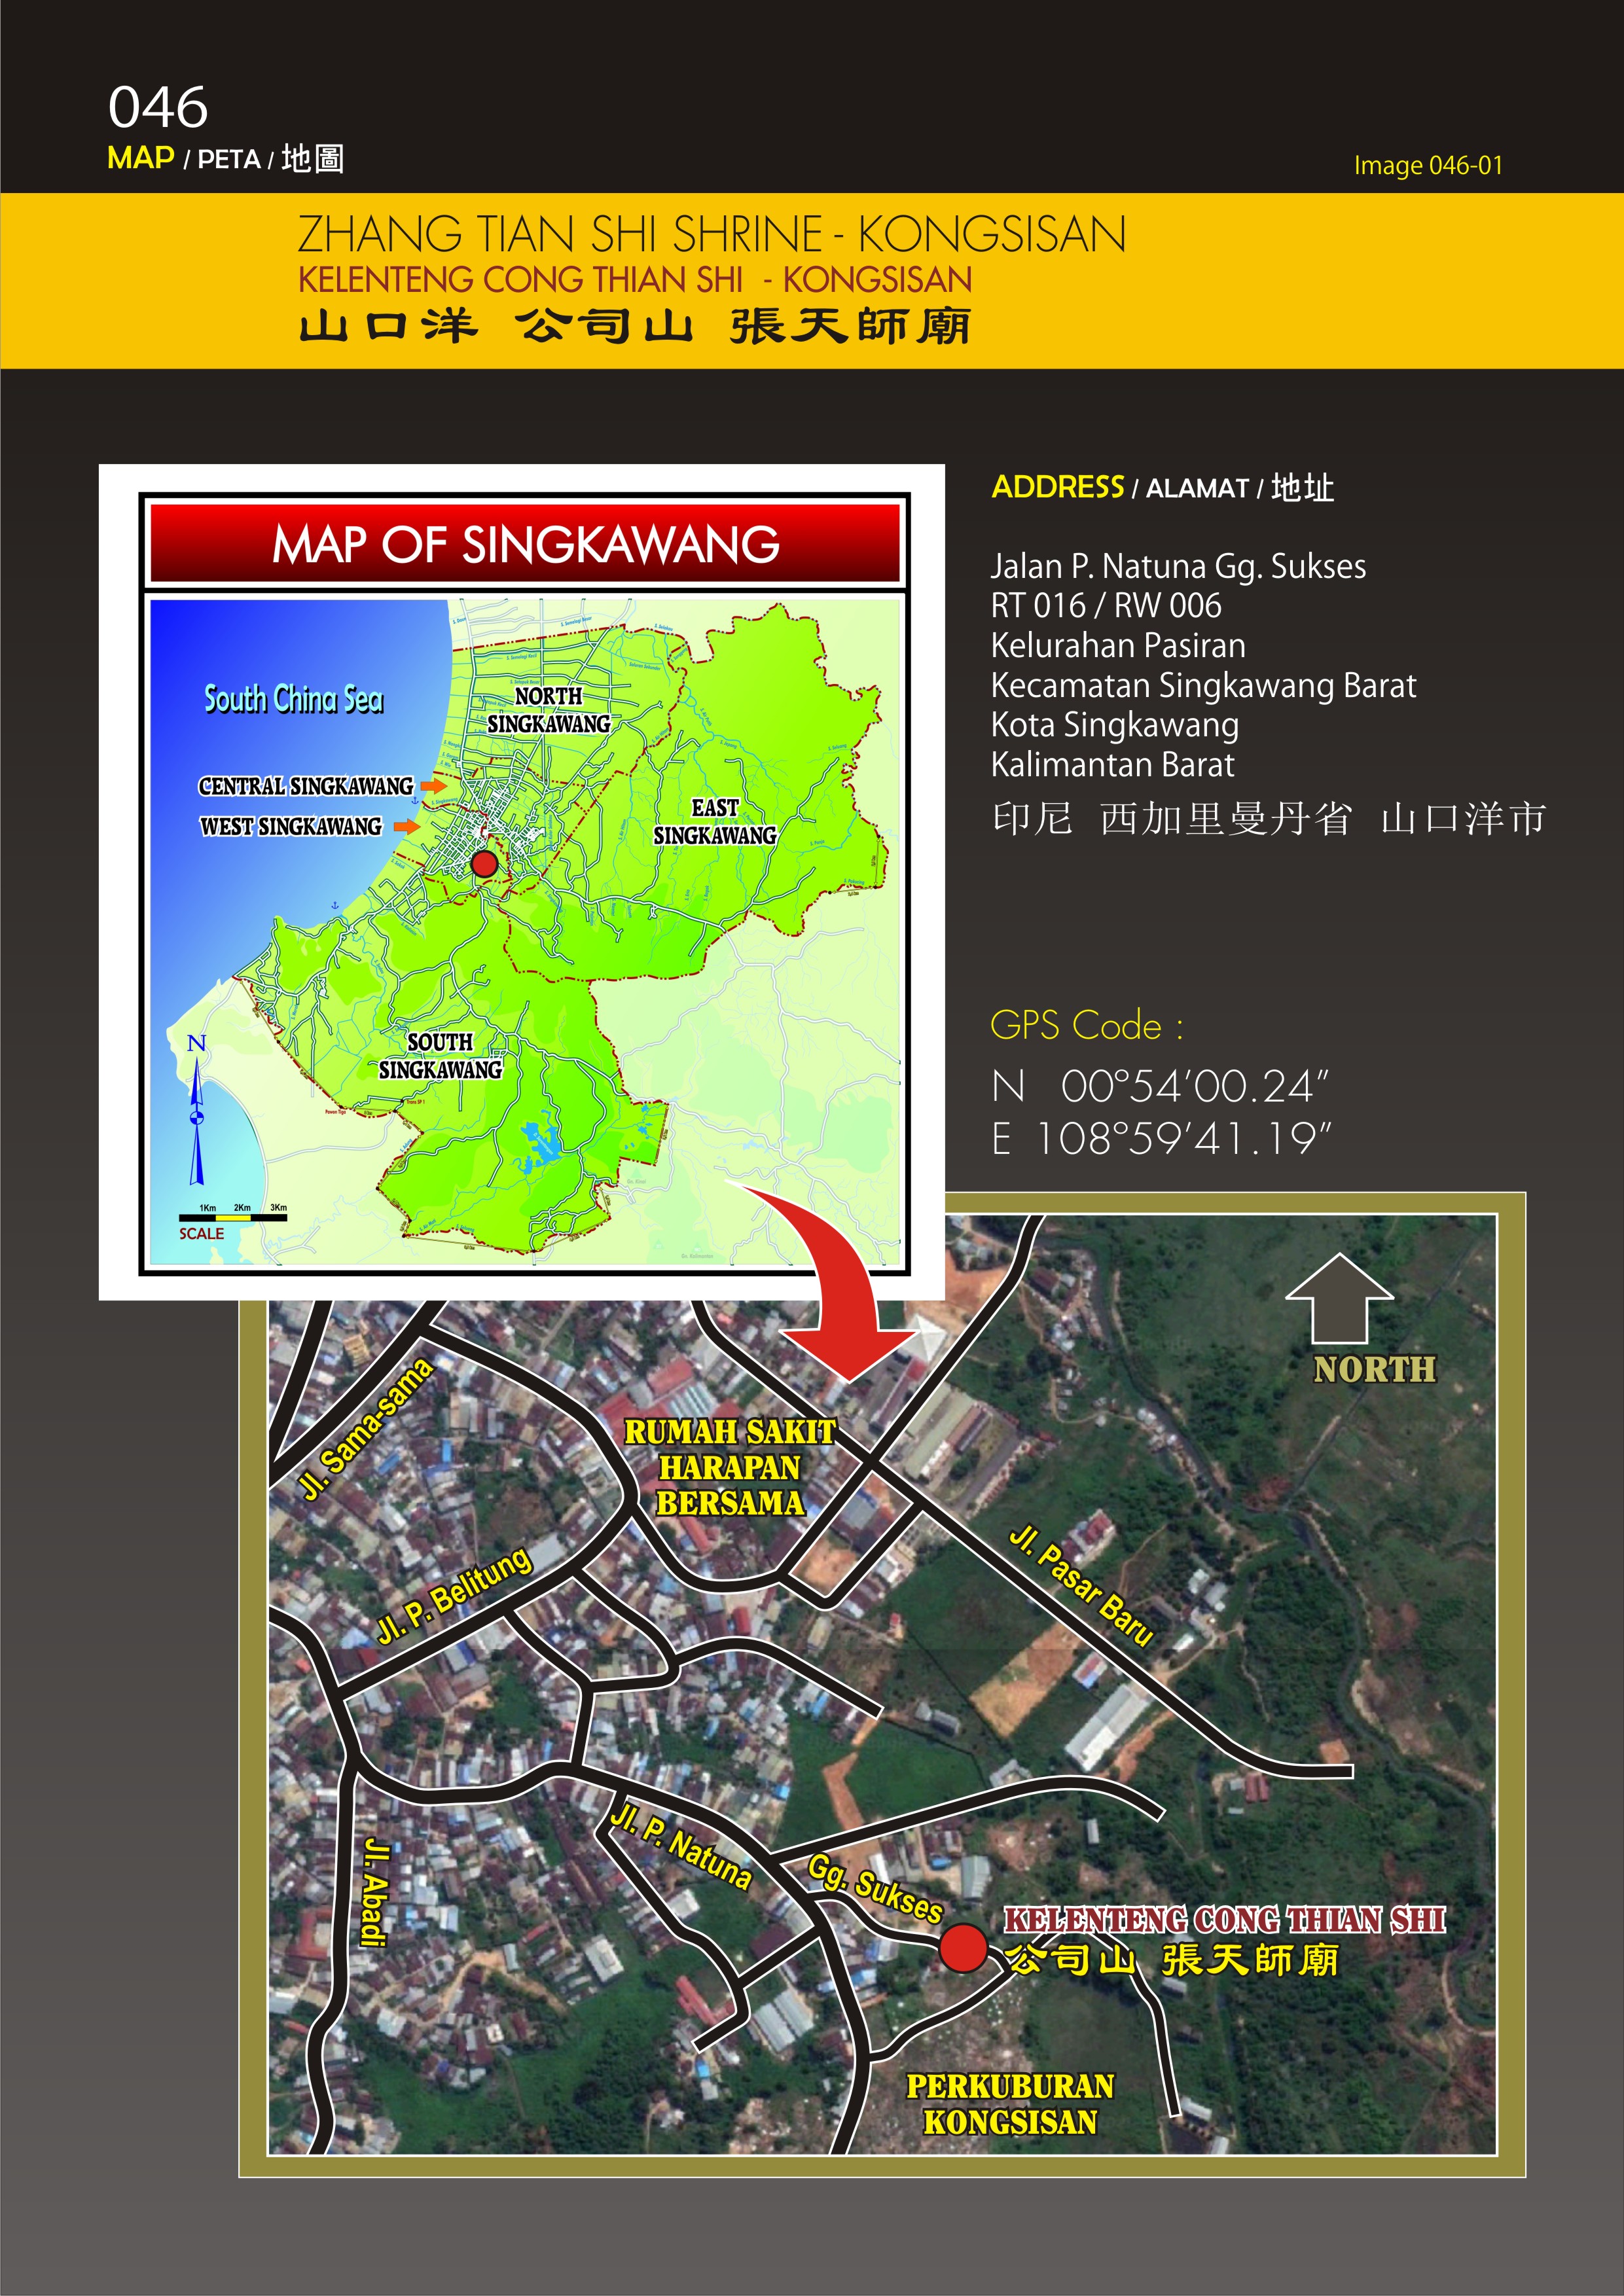 046
MAP / PETA / 地圖
Image 046-01
ZHANG TIAN SHI SHRINE - KONGSISAN
KELENTENG CONG THIAN SHI - KONGSISAN
山口洋 公司山 張天師廟
MAP OF SINGKAWANG
South China Sea
NORTH
SINGKAWANG
CENTRAL SINGKAWANG
WEST SINGKAWANG
EAST
SINGKAWANG
SOUTH
SINGKAWANG
N
1Km 2Km 3Km
SCALE
ADDRESS / ALAMAT / 地址
Jalan P. Natuna Gg. Sukses
RT 016 / RW 006
Kelurahan Pasiran
Kecamatan Singkawang Barat
Kota Singkawang
Kalimantan Barat
印尼 西加里曼丹省 山口洋市
GPS Code :
N 00°54'00.24"
E 108°59'41.19"
NORTH
Jl. Sama-sama
RUMAH SAKIT
HARAPAN
BERSAMA
Jl. P. Belitung
Jl. Pasar Baru
Jl. P. Natuna
Jl. Abadi
Gg. Sukses
KELENTENG CONG THIAN SHI
公司山 張天師廟
PERKUBURAN
KONGSISAN